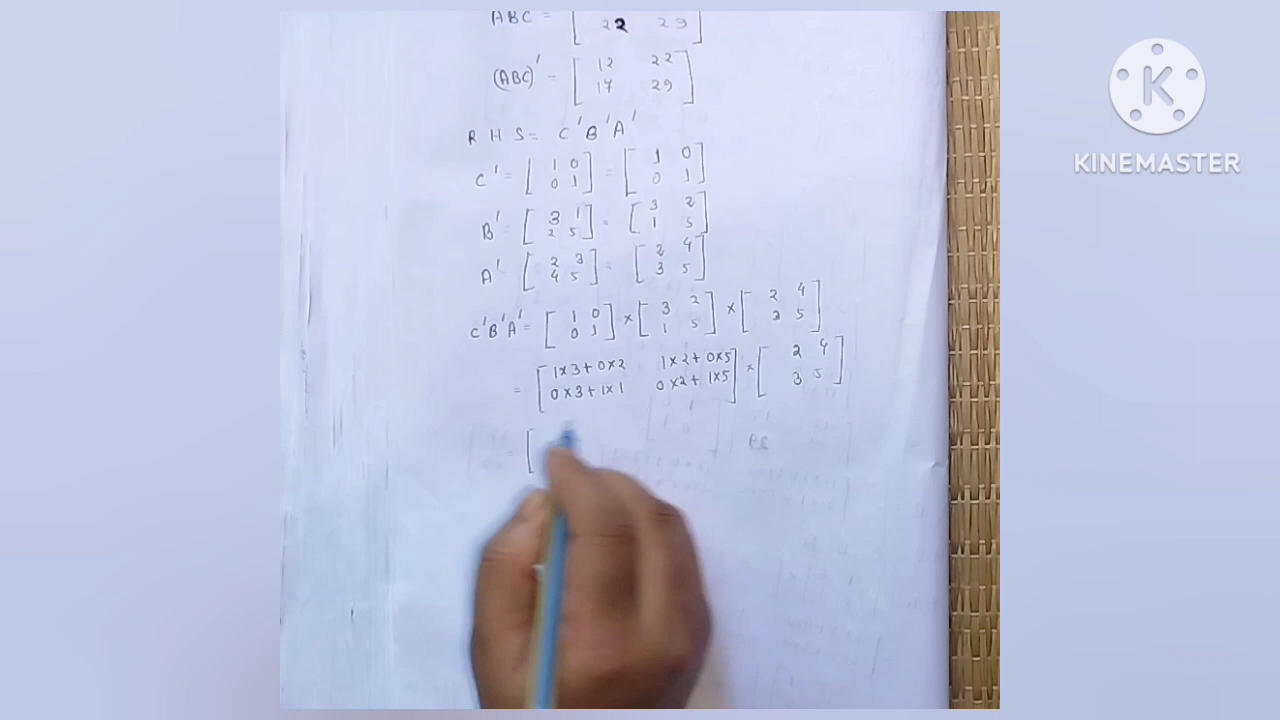 ABC = [
22 29 ]
(ABC)' = [ 12 22
17 29 ]
R H S = C'B'A'
C' = [ 1 0 = [ 1 0
0 1 ] 0 1 ]
B' = [ 3 1 = [ 3 2
2 5 ] 1 5 ]
A' = [ 2 3 = [ 2 4
4 5 ] 3 5 ]
C'B'A' = [ 1 0 × [ 3 2 × [ 2 4
0 1 ] 1 5 ] 3 5 ]
= [ 1×3+0×2 1×2+0×5 × [ 2 4
0×3+1×1 0×2+1×5 ] 3 5 ]
= [
K
KINEMASTER